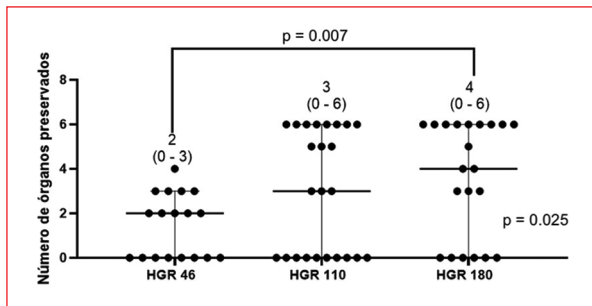 p = 0.007
Número de órganos preservados
8
6
4
2
0
2
(0 - 3)
3
(0 - 6)
4
(0 - 6)
p = 0.025
HGR 46
HGR 110
HGR 180